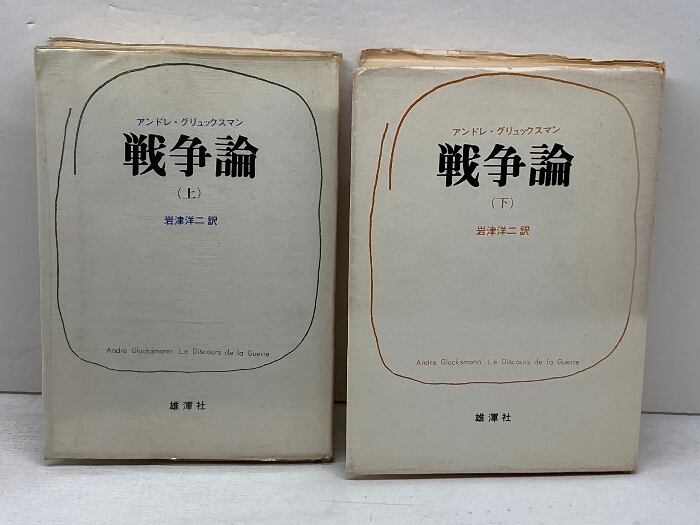 アンドレ・グリュックスマン
戦争論
(上)
岩津洋二訳
Andre Glucksmann Le Discours de la Guerre
雄渾社
アンドレ・グリュックスマン
戦争論
(下)
岩津洋二訳
Andre Glucksmann Le Discours de la Guerre
雄渾社